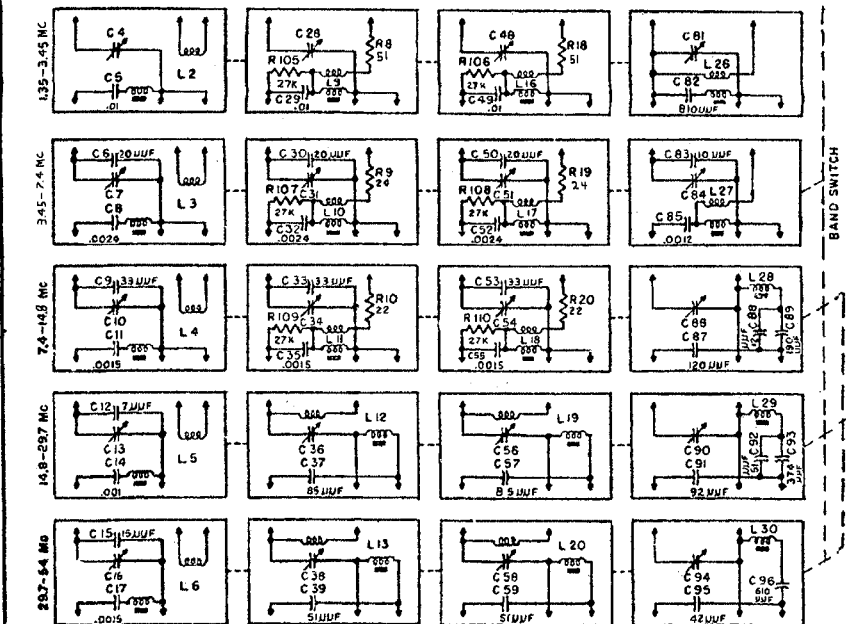 1.35-3.45 MC
C4
L2
C5
.01
C28
R105
27K
C29
.01
L9
R8
51
C48
R106
27K
C49
.01
L16
R18
51
C81
L26
C82
810UUF
3.45-7.4 MC
C6 20UUF
C7
C8
.0024
L3
C30 20UUF
R107
27K
C31
C32
.0024
L10
R9
24
C50 20UUF
R108
27K
C51
C52
.0024
L17
R19
24
C83 10UUF
C84
L27
C85
.0012
BAND SWITCH
7.4-14.8 MC
C9 33UUF
C10
C11
.0015
L4
C33 33UUF
R109
27K
C34
C35
.0015
L11
R10
22
C53 33UUF
R110
27K
C54
C55
.0015
L18
R20
22
C86
C87
120UUF
L28
C88
C89
190
UUF
14.8-29.7 MC
C12 7UUF
C13
C14
.001
L5
L12
C36
C37
85UUF
L19
C56
C57
85UUF
C90
C91
92UUF
L29
C92
51
UUF
C93
374
UUF
29.7-54 MC
C15 15UUF
C16
C17
.0015
L6
L13
C38
C39
51UUF
L20
C58
C59
51UUF
C94
C95
42UUF
L30
C96
610
UUF